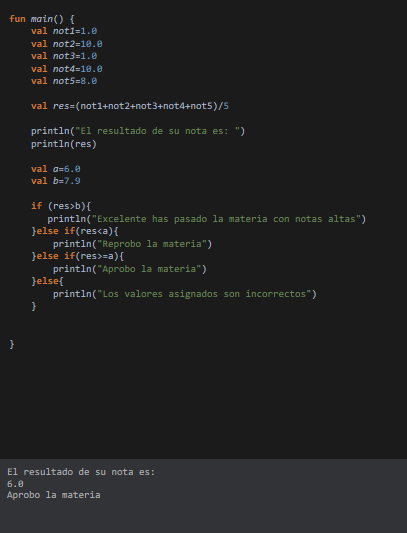 fun main() {
    val not1=1.0
    val not2=10.0
    val not3=1.0
    val not4=10.0
    val not5=8.0
    val res=(not1+not2+not3+not4+not5)/5
    println("El resultado de su nota es: ")
    println(res)
    val a=6.0
    val b=7.9
    if (res>b){
       println("Excelente has pasado la materia con notas altas")
    }else if(res<a){
        println("Reprobo la materia")
    }else if(res>=a){
        println("Aprobo la materia")
    }else{
        println("Los valores asignados son incorrectos")
    }
}
El resultado de su nota es:
6.0
Aprobo la materia